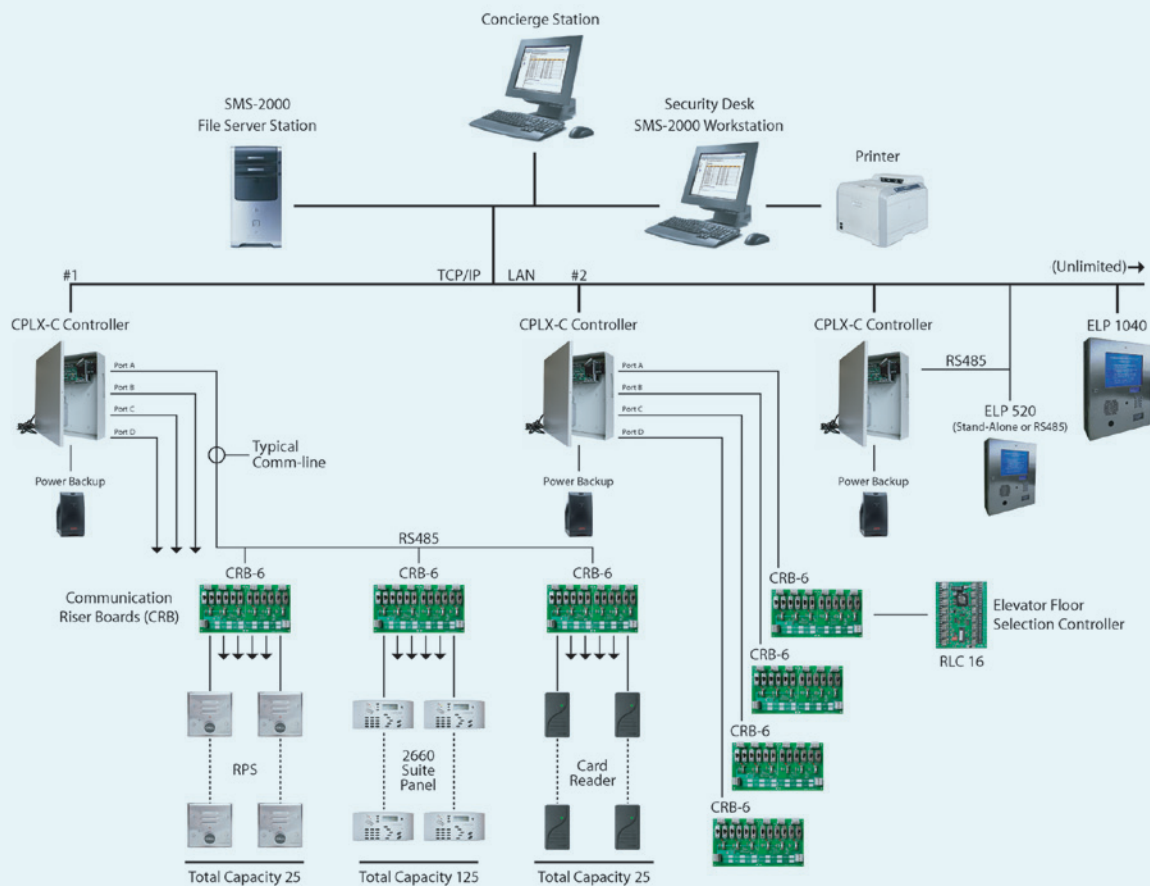 Concierge Station
SMS-2000
File Server Station
Security Desk
SMS-2000 Workstation
Printer
#1
TCP/IP
LAN
#2
(Unlimited)
CPLX-C Controller
CPLX-C Controller
CPLX-C Controller
ELP 1040
Port A
Port B
Port C
Port D
Port A
Port B
Port C
Port D
RS485
ELP 520
(Stand-Alone or RS485)
Typical
Comm-line
Power Backup
Power Backup
Power Backup
RS485
Communication
Riser Boards (CRB)
CRB-6
CRB-6
CRB-6
CRB-6
Elevator Floor
Selection Controller
RLC 16
CRB-6
CRB-6
CRB-6
RPS
2660
Suite
Panel
Card
Reader
Total Capacity 25
Total Capacity 125
Total Capacity 25